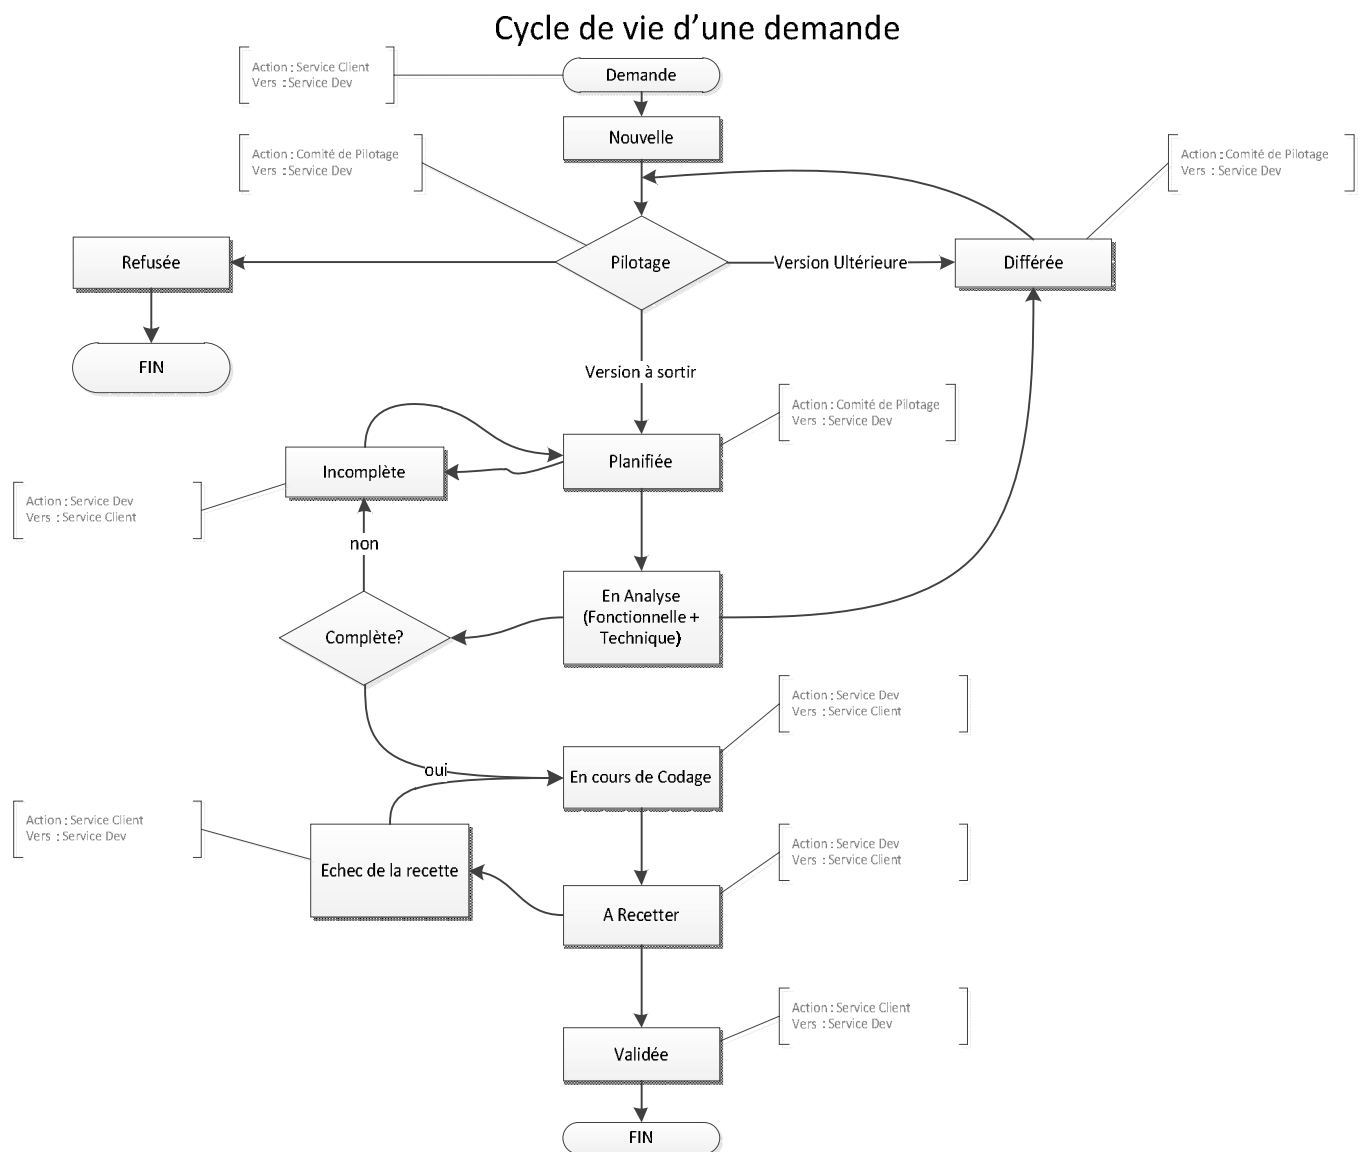 Cycle de vie d’une demande
Action : Service Client
Vers : Service Dev
Demande
Nouvelle
Action : Comité de Pilotage
Vers : Service Dev
Action : Comité de Pilotage
Vers : Service Dev
Refusée
Pilotage
Version Ultérieure
Différée
FIN
Version à sortir
Action : Comité de Pilotage
Vers : Service Dev
Incomplète
Planifiée
Action : Service Dev
Vers : Service Client
non
En Analyse
(Fonctionnelle +
Technique)
Complète?
Action : Service Dev
Vers : Service Client
oui
En cours de Codage
Action : Service Client
Vers : Service Dev
Action : Service Dev
Vers : Service Client
Echec de la recette
A Recetter
Action : Service Client
Vers : Service Dev
Validée
FIN